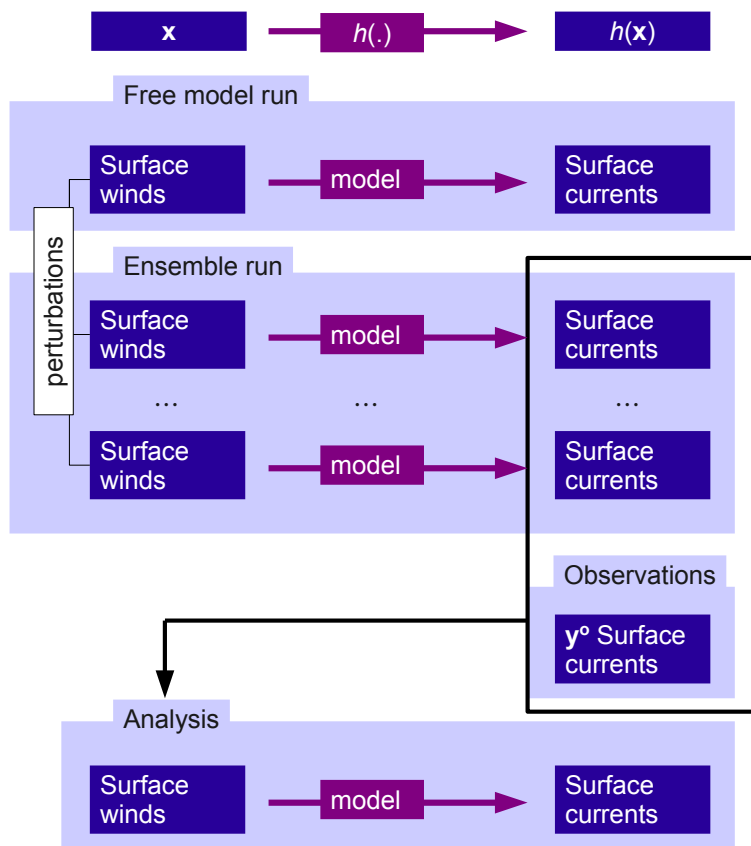 x
h(.)
h(x)
Free model run
Surface
winds
model
Surface
currents
perturbations
Ensemble run
Surface
winds
model
Surface
currents
...
...
...
Surface
winds
model
Surface
currents
Observations
yº Surface
currents
Analysis
Surface
winds
model
Surface
currents